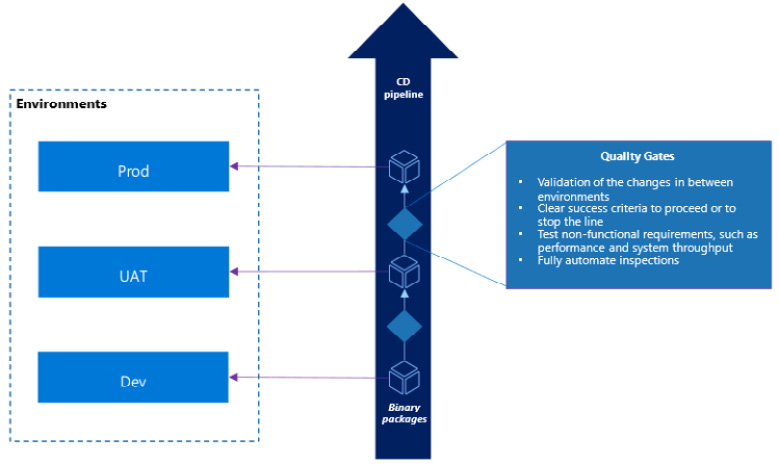 CD
pipeline
Environments
Prod
UAT
Dev
Binary
packages
Quality Gates
• Validation of the changes in between
environments
• Clear success criteria to proceed or to
stop the line
• Test non-functional requirements, such as
performance and system throughput
• Fully automate inspections